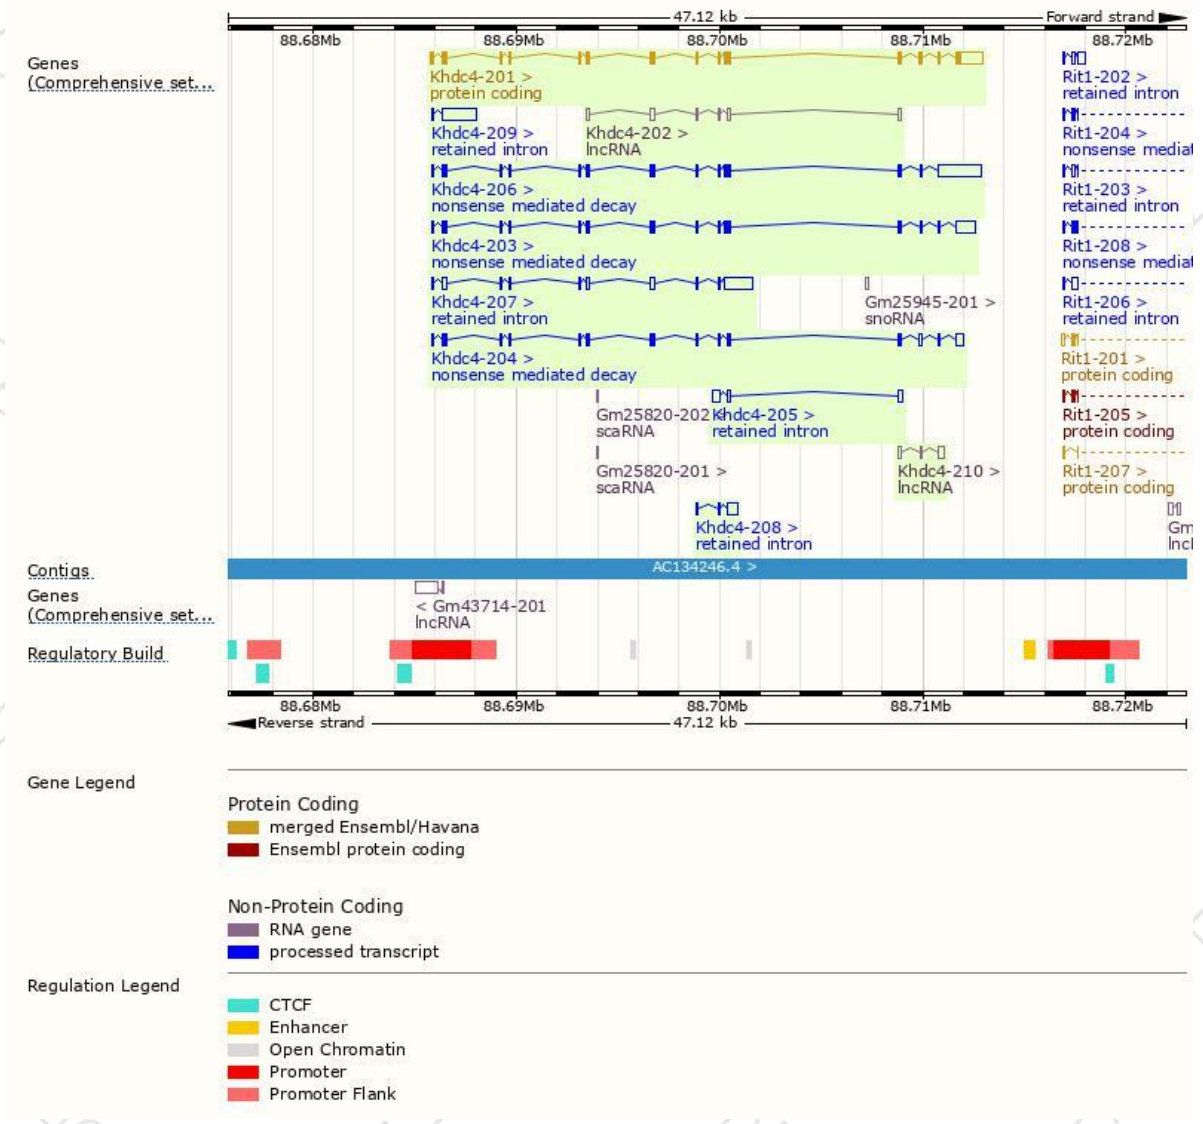 47.12 kb Forward strand
88.68Mb 88.69Mb 88.70Mb 88.71Mb 88.72Mb
Genes
(Comprehensive set...
Khdc4-201 > Rit1-202 >
protein coding retained intron
Khdc4-209 > Khdc4-202 > Rit1-204 >
retained intron lncRNA nonsense mediat
Khdc4-206 > Rit1-203 >
nonsense mediated decay retained intron
Khdc4-203 > Rit1-208 >
nonsense mediated decay nonsense mediat
Khdc4-207 > Gm25945-201 > Rit1-206 >
retained intron snoRNA retained intron
Khdc4-204 > Rit1-201 >
nonsense mediated decay protein coding
Gm25820-202 Khdc4-205 > Rit1-205 >
scaRNA retained intron protein coding
Gm25820-201 > Khdc4-210 > Rit1-207 >
scaRNA lncRNA protein coding
Khdc4-208 > Gm
retained intron lncl
Contigs AC134246.4 >
Genes
(Comprehensive set...
< Gm43714-201
lncRNA
Regulatory Build
88.68Mb 88.69Mb 88.70Mb 88.71Mb 88.72Mb
Reverse strand 47.12 kb
Gene Legend
Protein Coding
merged Ensembl/Havana
Ensembl protein coding
Non-Protein Coding
RNA gene
processed transcript
Regulation Legend
CTCF
Enhancer
Open Chromatin
Promoter
Promoter Flank